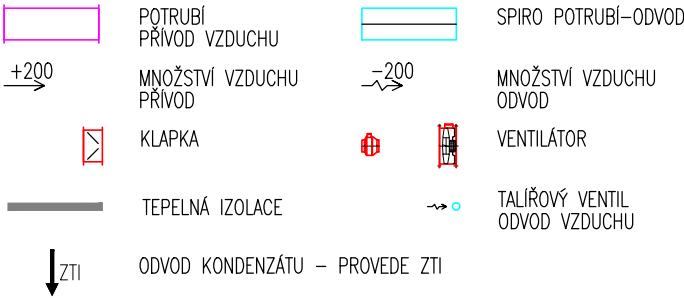 POTRUBÍ
PŘÍVOD VZDUCHU
SPIRO POTRUBÍ-ODVOD
+200
MNOŽSTVÍ VZDUCHU
PŘÍVOD
-200
MNOŽSTVÍ VZDUCHU
ODVOD
KLAPKA
VENTILÁTOR
TEPELNÁ IZOLACE
TALÍŘOVÝ VENTIL
ODVOD VZDUCHU
ZTI
ODVOD KONDENZÁTU - PROVEDE ZTI